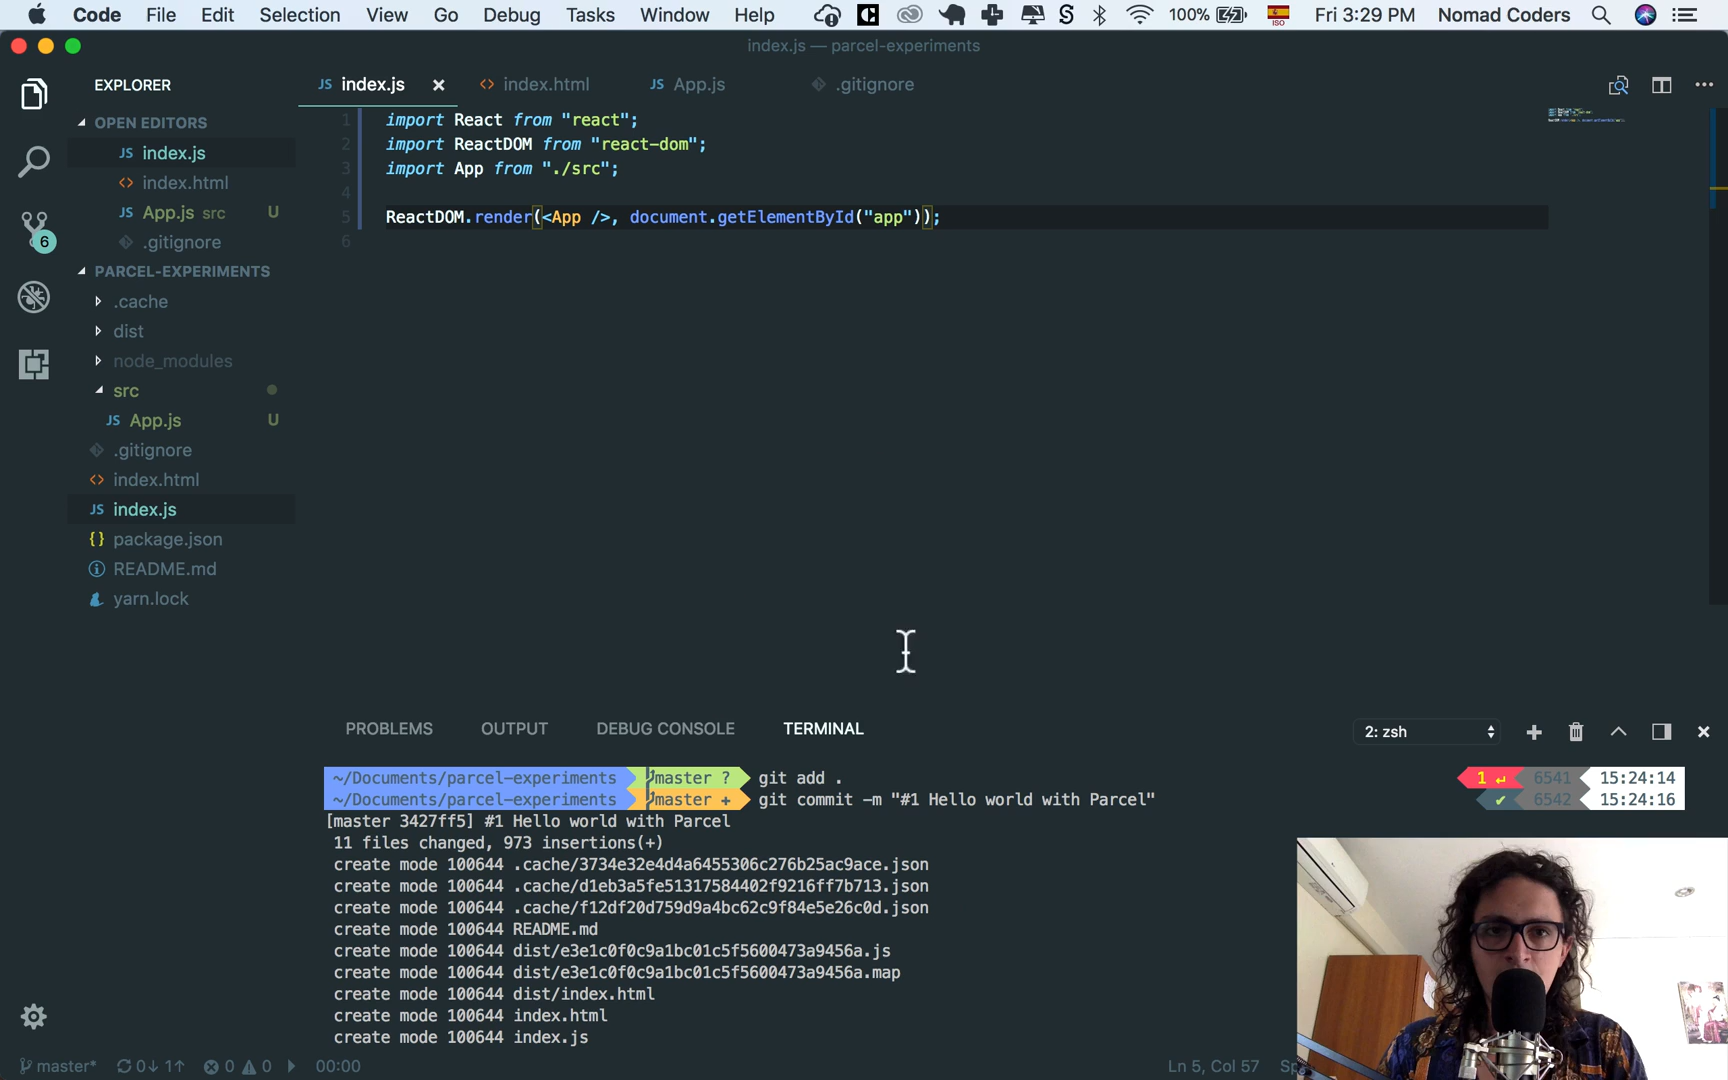 Code File Edit Selection View Go Debug Tasks Window Help 100% ISO Fri 3:29 PM Nomad Coders
index.js — parcel-experiments
EXPLORER
OPEN EDITORS
JS index.js
<> index.html
JS App.js src U
.gitignore
6
PARCEL-EXPERIMENTS
.cache
dist
node_modules
src
JS App.js U
.gitignore
<> index.html
JS index.js
{} package.json
README.md
yarn.lock
JS index.js
<> index.html
JS App.js
.gitignore
1 import React from "react";
2 import ReactDOM from "react-dom";
3 import App from "./src";
4
5 ReactDOM.render(<App />, document.getElementById("app"));
6
PROBLEMS OUTPUT DEBUG CONSOLE TERMINAL 2: zsh
~/Documents/parcel-experiments master ? git add . 1 ↵ 6541 15:24:14
~/Documents/parcel-experiments master + git commit -m "#1 Hello world with Parcel" ✔ 6542 15:24:16
[master 3427ff5] #1 Hello world with Parcel
11 files changed, 973 insertions(+)
create mode 100644 .cache/3734e32e4d4a6455306c276b25ac9ace.json
create mode 100644 .cache/d1eb3a5fe51317584402f9216ff7b713.json
create mode 100644 .cache/f12df20d759d9a4bc62c9f84e5e26c0d.json
create mode 100644 README.md
create mode 100644 dist/e3e1c0f0c9a1bc01c5f5600473a9456a.js
create mode 100644 dist/e3e1c0f0c9a1bc01c5f5600473a9456a.map
create mode 100644 dist/index.html
create mode 100644 index.html
create mode 100644 index.js
master* 0↓ 1↑ 0 0 00:00 Ln 5, Col 57